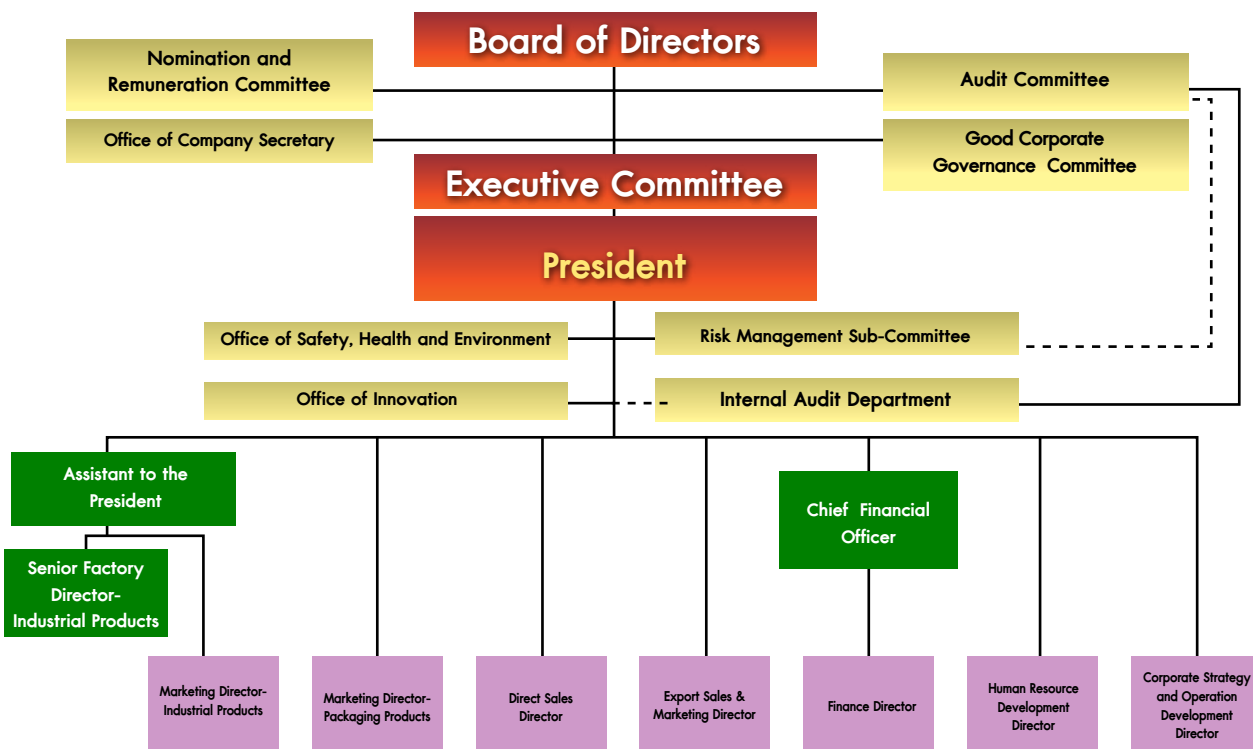 Board of Directors
Nomination and
Remuneration Committee
Audit Committee
Office of Company Secretary
Good Corporate
Governance Committee
Executive Committee
President
Office of Safety, Health and Environment
Risk Management Sub-Committee
Office of Innovation
Internal Audit Department
Assistant to the
President
Chief Financial
Officer
Senior Factory
Director-
Industrial Products
Marketing Director-
Industrial Products
Marketing Director-
Packaging Products
Direct Sales
Director
Export Sales &
Marketing Director
Finance Director
Human Resource
Development
Director
Corporate Strategy
and Operation
Development
Director